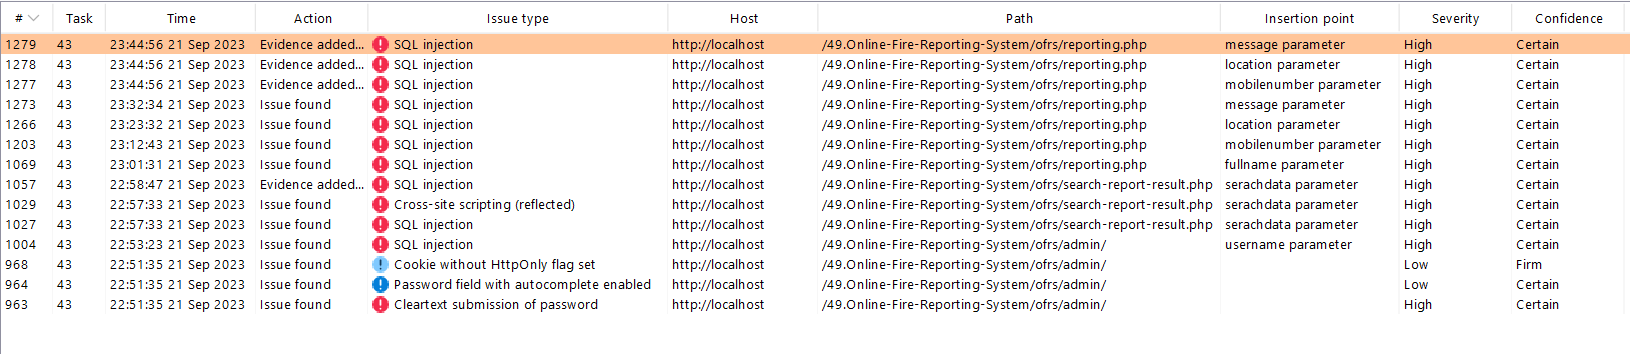 # Task Time Action Issue type Host Path Insertion point Severity Confidence
1279 43 23:44:56 21 Sep 2023 Evidence added... SQL injection http://localhost /49.Online-Fire-Reporting-System/ofrs/reporting.php message parameter High Certain
1278 43 23:44:56 21 Sep 2023 Evidence added... SQL injection http://localhost /49.Online-Fire-Reporting-System/ofrs/reporting.php location parameter High Certain
1277 43 23:44:56 21 Sep 2023 Evidence added... SQL injection http://localhost /49.Online-Fire-Reporting-System/ofrs/reporting.php mobilenumber parameter High Certain
1273 43 23:32:34 21 Sep 2023 Issue found SQL injection http://localhost /49.Online-Fire-Reporting-System/ofrs/reporting.php message parameter High Certain
1266 43 23:23:32 21 Sep 2023 Issue found SQL injection http://localhost /49.Online-Fire-Reporting-System/ofrs/reporting.php location parameter High Certain
1203 43 23:12:43 21 Sep 2023 Issue found SQL injection http://localhost /49.Online-Fire-Reporting-System/ofrs/reporting.php mobilenumber parameter High Certain
1069 43 23:01:31 21 Sep 2023 Issue found SQL injection http://localhost /49.Online-Fire-Reporting-System/ofrs/reporting.php fullname parameter High Certain
1057 43 22:58:47 21 Sep 2023 Evidence added... SQL injection http://localhost /49.Online-Fire-Reporting-System/ofrs/search-report-result.php serachdata parameter High Certain
1029 43 22:57:33 21 Sep 2023 Issue found Cross-site scripting (reflected) http://localhost /49.Online-Fire-Reporting-System/ofrs/search-report-result.php serachdata parameter High Certain
1027 43 22:57:33 21 Sep 2023 Issue found SQL injection http://localhost /49.Online-Fire-Reporting-System/ofrs/search-report-result.php serachdata parameter High Certain
1004 43 22:53:23 21 Sep 2023 Issue found SQL injection http://localhost /49.Online-Fire-Reporting-System/ofrs/admin/ username parameter High Certain
968 43 22:51:35 21 Sep 2023 Issue found Cookie without HttpOnly flag set http://localhost /49.Online-Fire-Reporting-System/ofrs/admin/ Low Firm
964 43 22:51:35 21 Sep 2023 Issue found Password field with autocomplete enabled http://localhost /49.Online-Fire-Reporting-System/ofrs/admin/ Low Certain
963 43 22:51:35 21 Sep 2023 Issue found Cleartext submission of password http://localhost /49.Online-Fire-Reporting-System/ofrs/admin/ High Certain